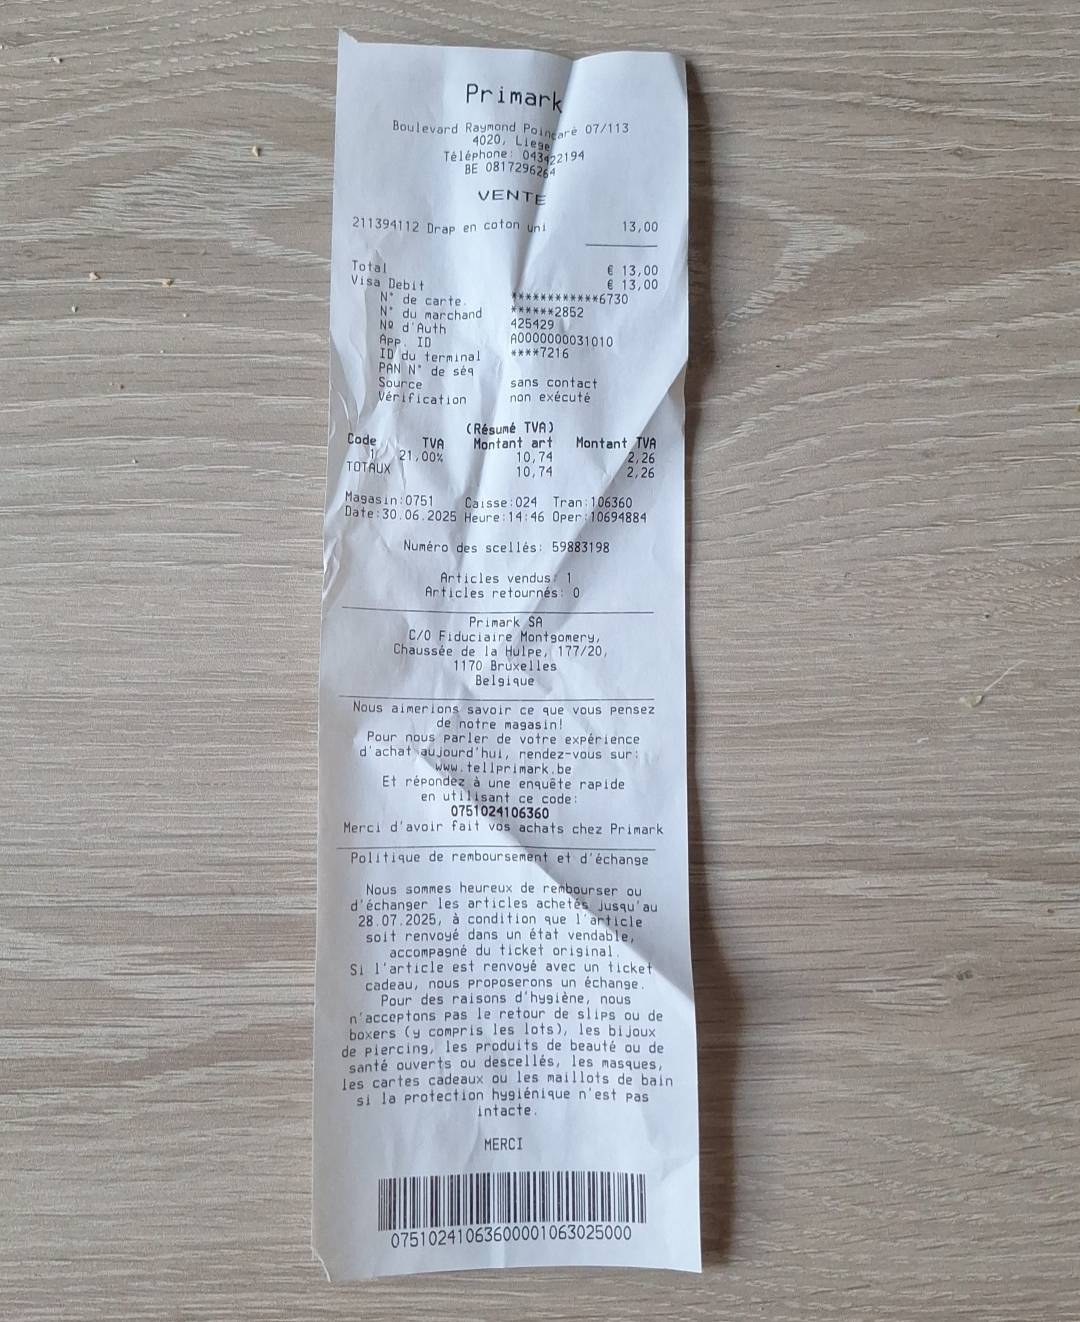 Primark
Boulevard Raymond Poincaré 07/113
4020, Liege
Téléphone: 043422194
BE 0817296264
VENTE
211394112 Drap en coton uni 13,00
Total € 13,00
Visa Debit € 13,00
N° de carte. ************6730
N° du marchand ******2852
Nº d'Auth 425429
App. ID A0000000031010
ID du terminal ****7216
PAN N° de séq
Source sans contact
Vérification non exécuté
(Résumé TVA)
Code TVA Montant art Montant TVA
1 21,00% 10,74 2,26
TOTAUX 10,74 2,26
Magasin:0751 Caisse:024 Tran:106360
Date:30.06.2025 Heure:14:46 Oper:10694884
Numéro des scellés: 59883198
Articles vendus: 1
Articles retournés: 0
Primark SA
C/O Fiduciaire Montgomery,
Chaussée de la Hulpe, 177/20,
1170 Bruxelles
Belgique
Nous aimerions savoir ce que vous pensez
de notre magasin!
Pour nous parler de votre expérience
d'achat aujourd'hui, rendez-vous sur:
www.tellprimark.be
Et répondez à une enquête rapide
en utilisant ce code:
0751024106360
Merci d'avoir fait vos achats chez Primark
Politique de remboursement et d'échange
Nous sommes heureux de rembourser ou
d'échanger les articles achetés jusqu'au
28.07.2025, à condition que l'article
soit renvoyé dans un état vendable,
accompagné du ticket original.
Si l'article est renvoyé avec un ticket
cadeau, nous proposerons un échange.
Pour des raisons d'hygiène, nous
n'acceptons pas le retour de slips ou de
boxers (y compris les lots), les bijoux
de piercing, les produits de beauté ou de
santé ouverts ou descellés, les masques,
les cartes cadeaux ou les maillots de bain
si la protection hygiénique n'est pas
intacte.
MERCI
07510241063600001063025000